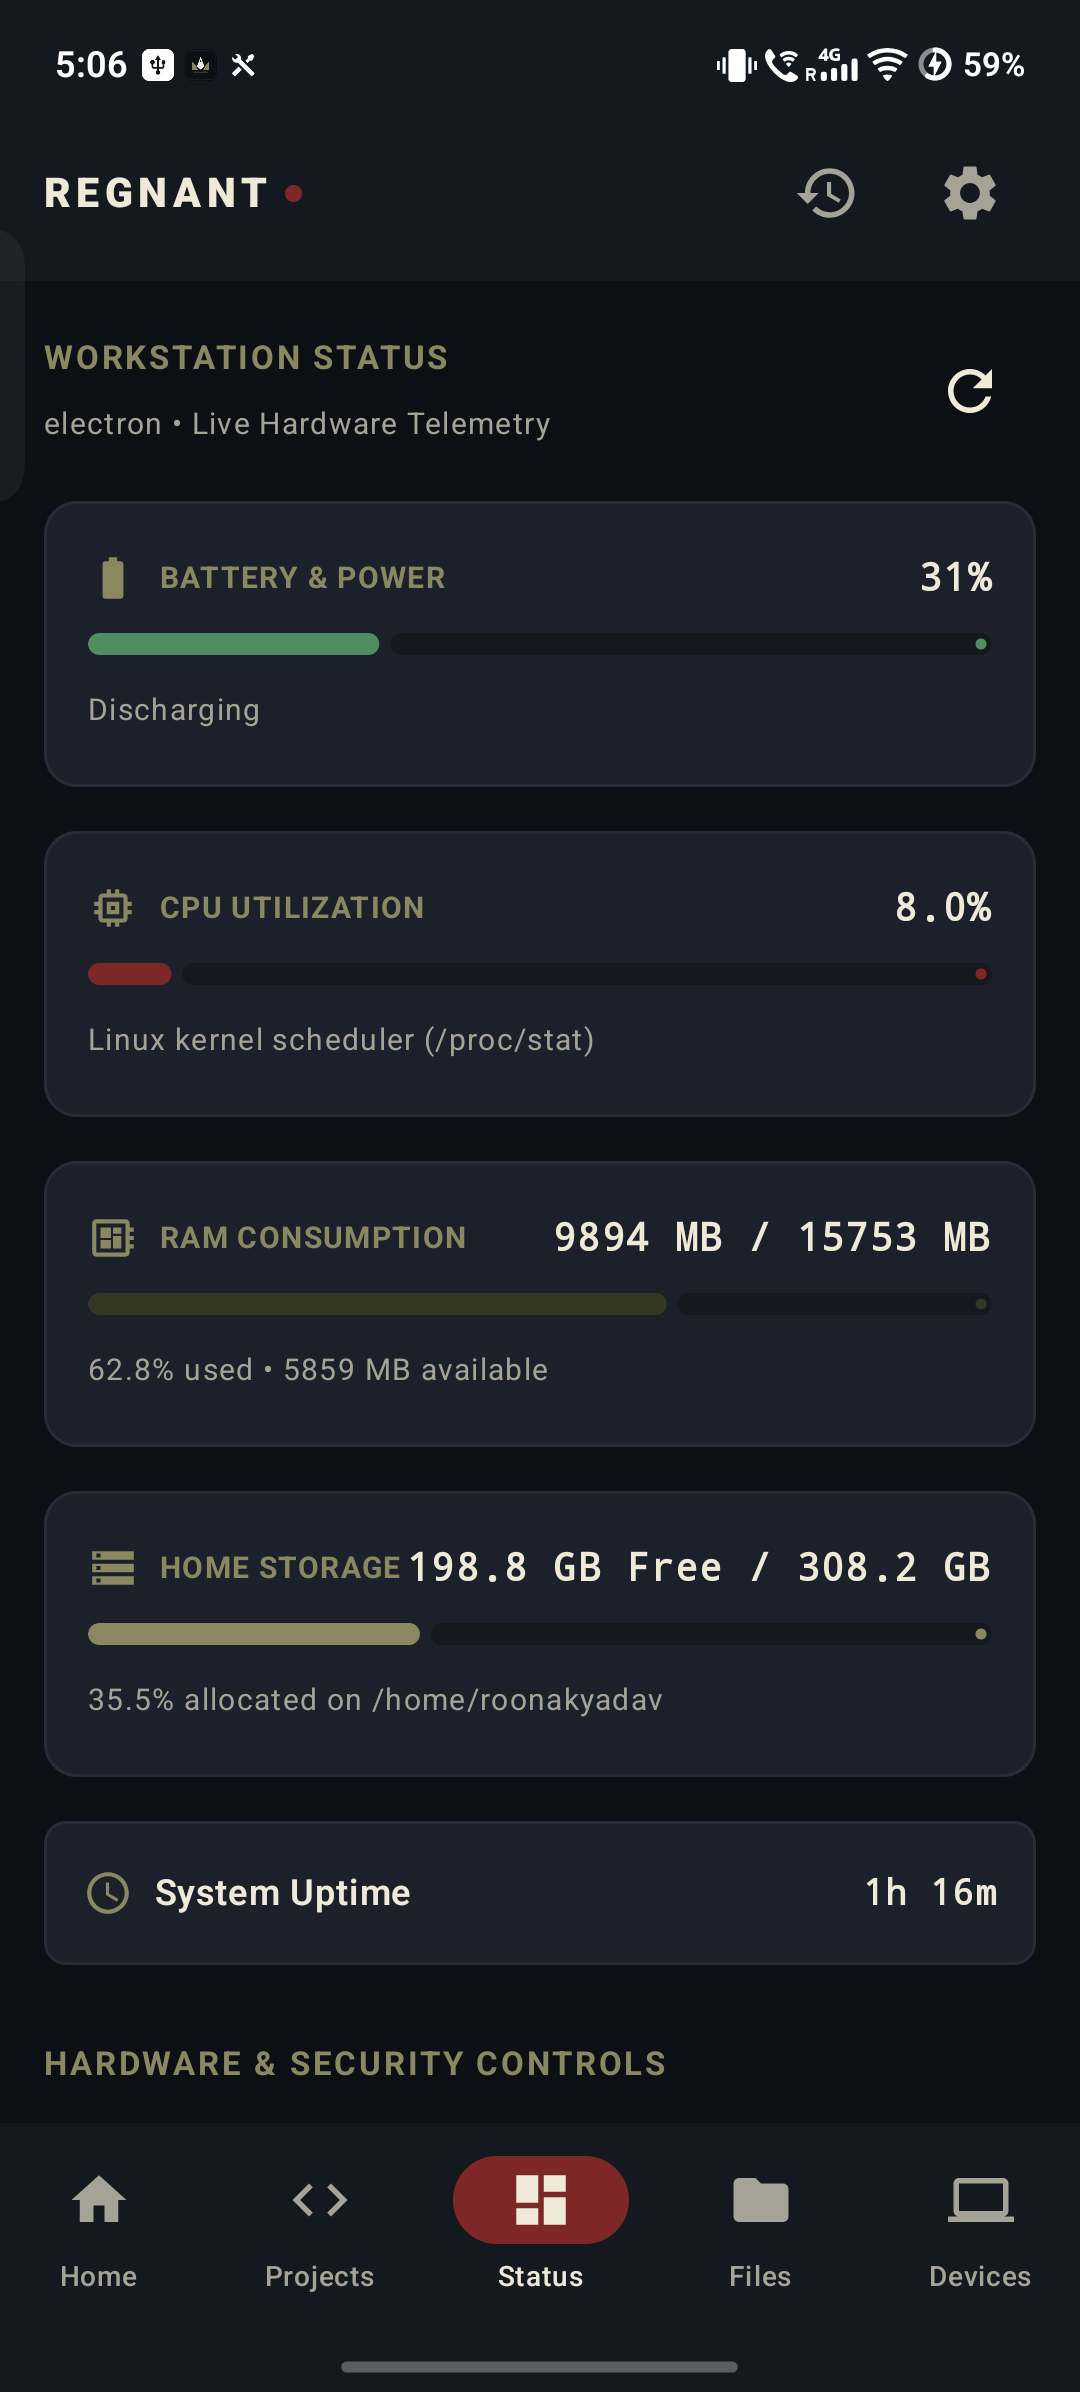 5:06 4G R 59%
REGNANT
WORKSTATION STATUS
electron • Live Hardware Telemetry
BATTERY & POWER 31%
Discharging
CPU UTILIZATION 8.0%
Linux kernel scheduler (/proc/stat)
RAM CONSUMPTION 9894 MB / 15753 MB
62.8% used • 5859 MB available
HOME STORAGE 198.8 GB Free / 308.2 GB
35.5% allocated on /home/roonakyadav
System Uptime 1h 16m
HARDWARE & SECURITY CONTROLS
Home Projects Status Files Devices